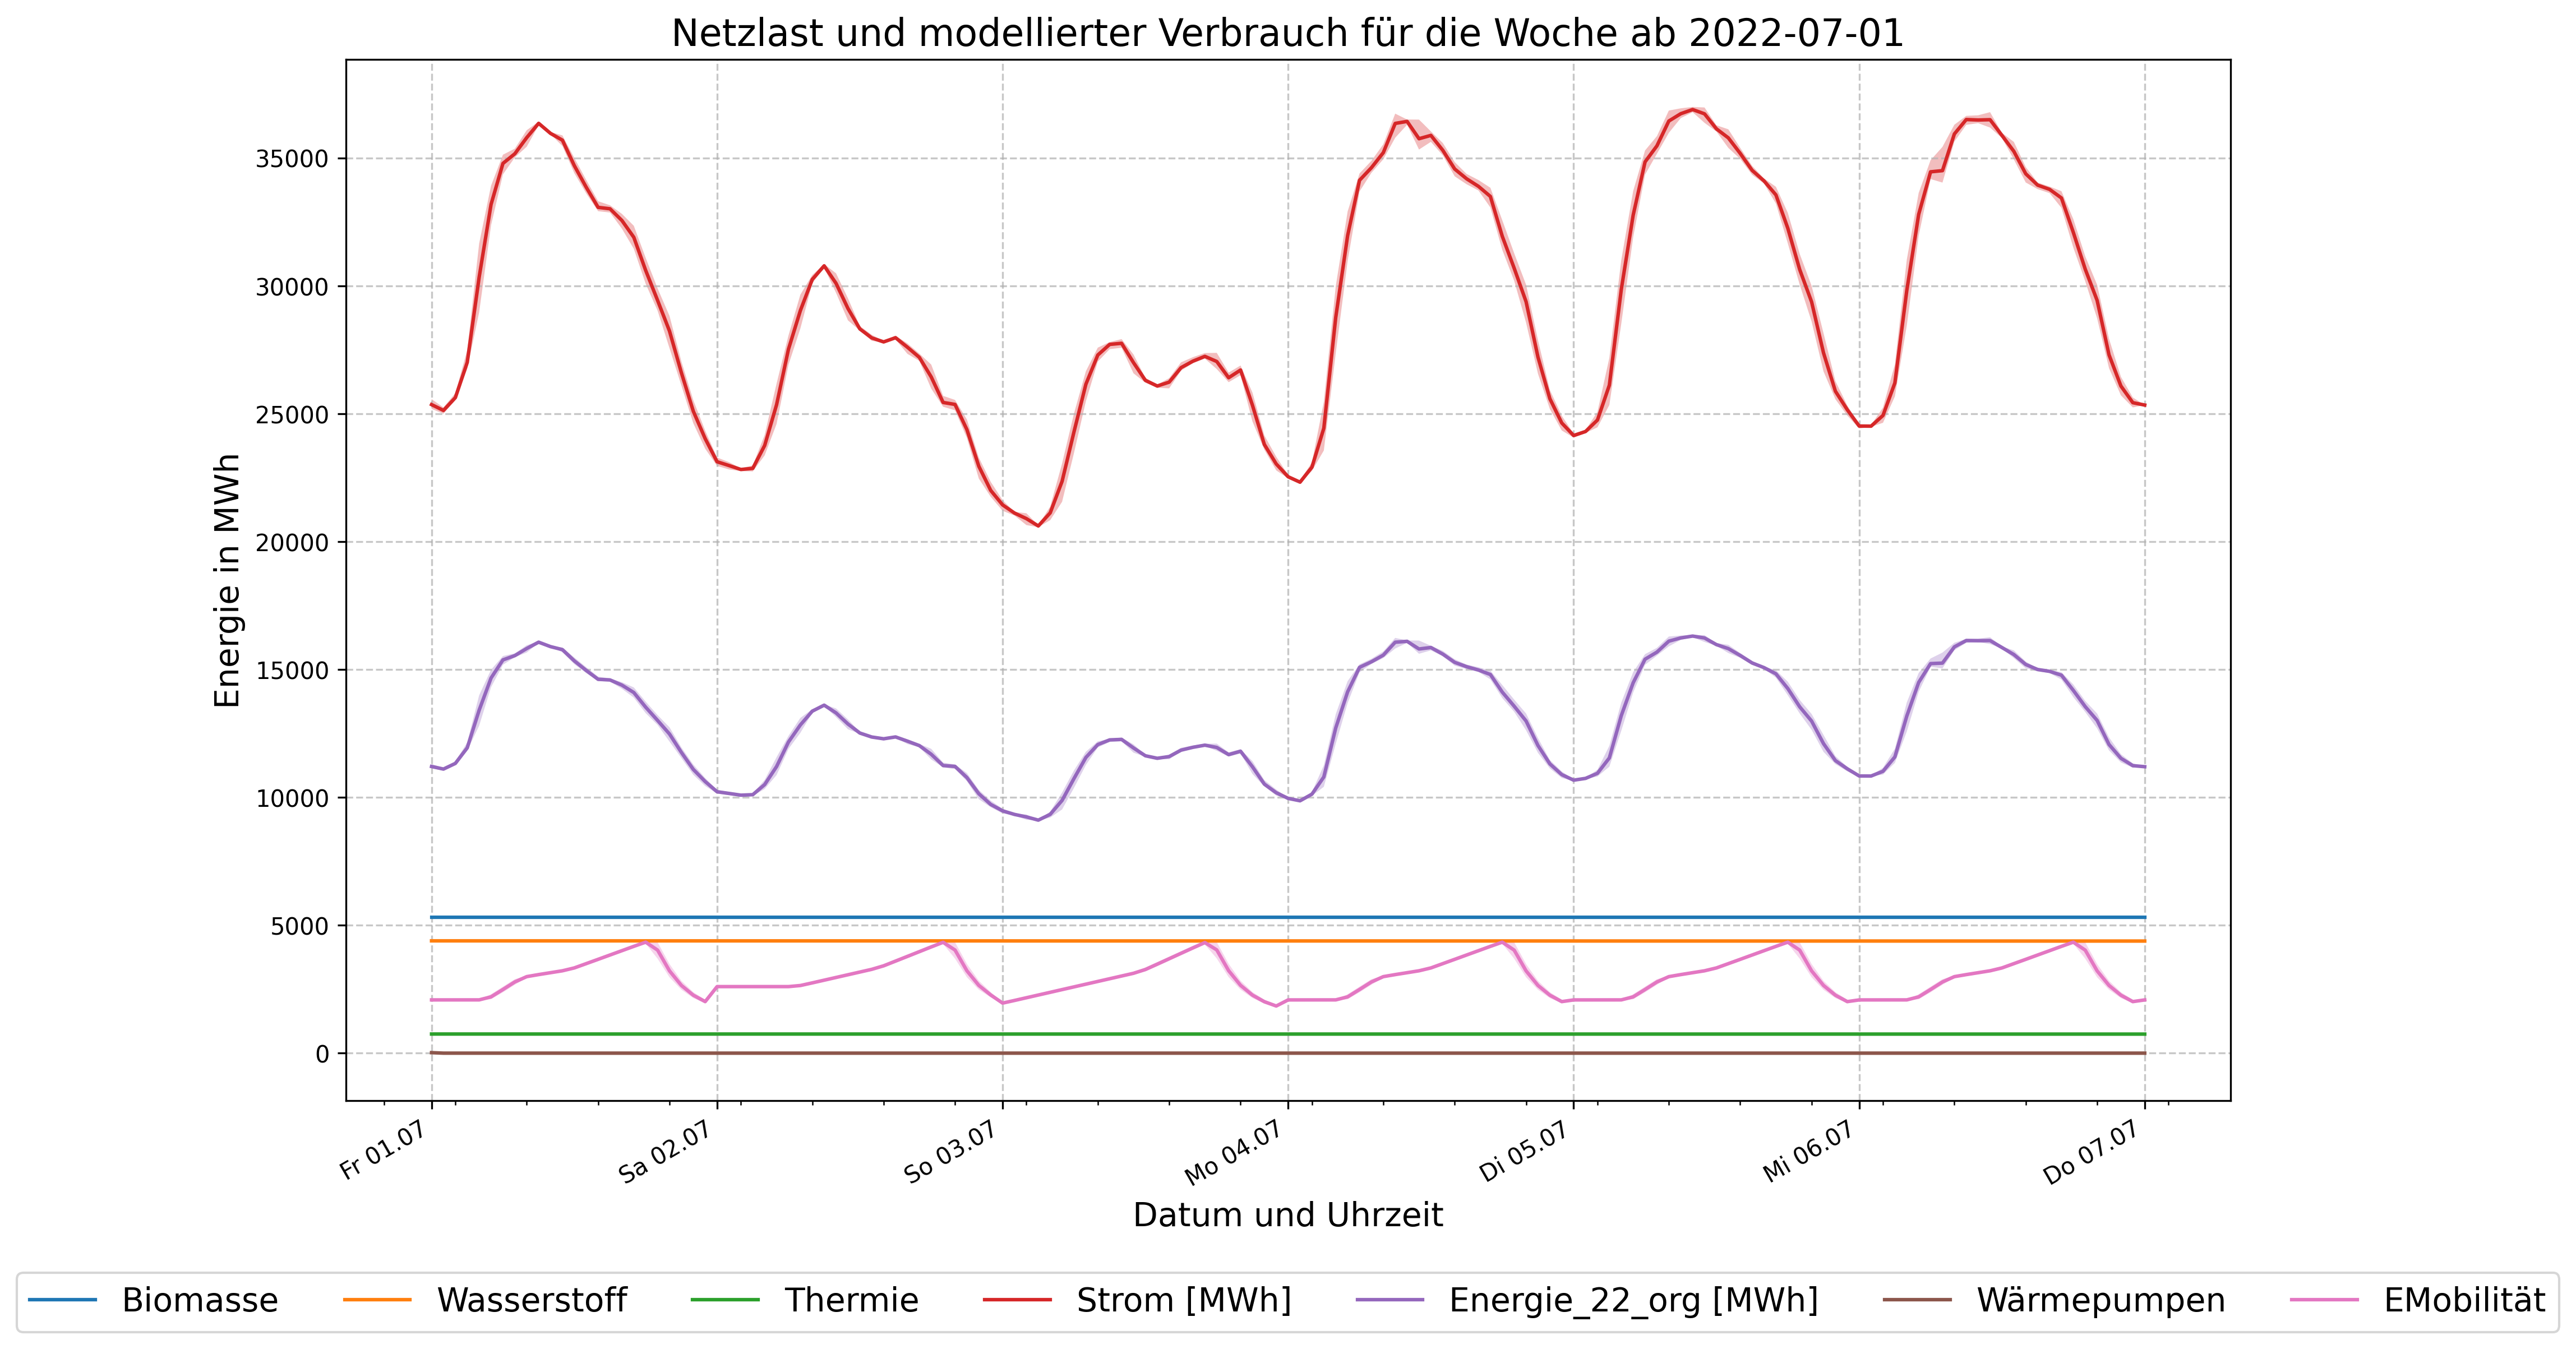 Netzlast und modellierter Verbrauch für die Woche ab 2022-07-01
Energie in MWh
35000
30000
25000
20000
15000
10000
5000
0
Fr 01.07 Sa 02.07 So 03.07 Mo 04.07 Di 05.07 Mi 06.07 Do 07.07
Datum und Uhrzeit
Biomasse Wasserstoff Thermie Strom [MWh] Energie_22_org [MWh] Wärmepumpen EMobilität